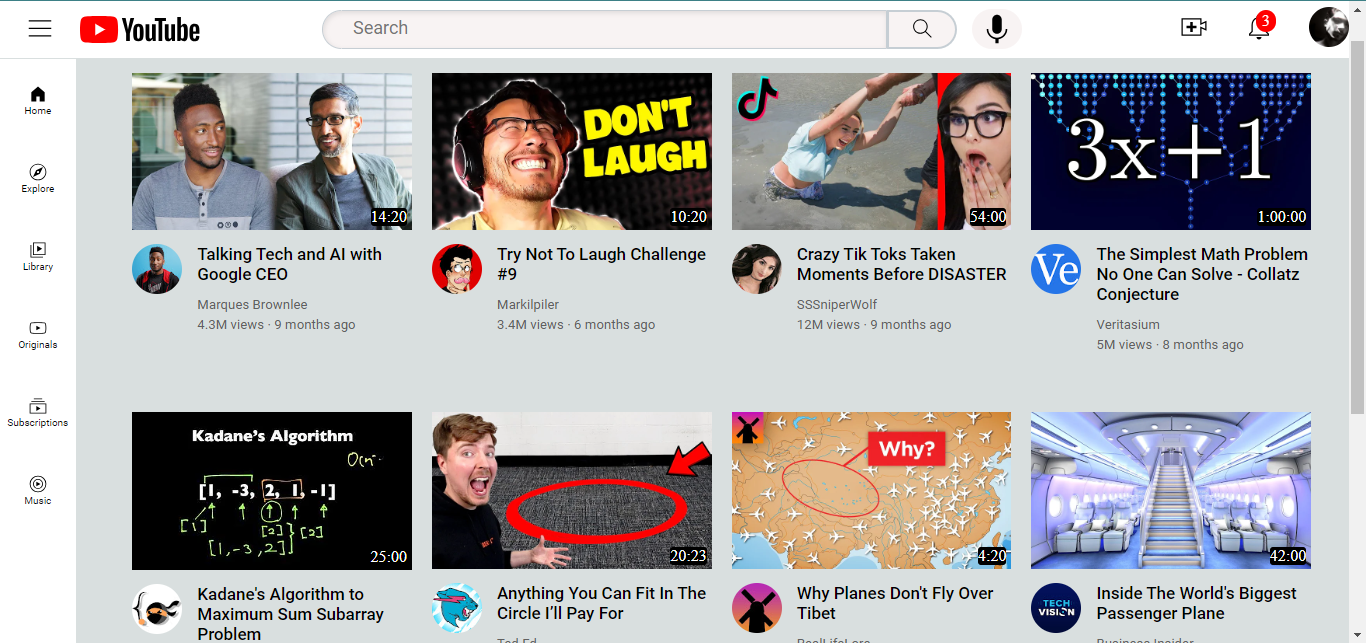 YouTube
Search
3
Home
Explore
Library
Originals
Subscriptions
Music
14:20
Talking Tech and AI with
Google CEO
Marques Brownlee
4.3M views · 9 months ago
DON'T
LAUGH
10:20
Try Not To Laugh Challenge
#9
Markilpiler
3.4M views · 6 months ago
54:00
Crazy Tik Toks Taken
Moments Before DISASTER
SSSniperWolf
12M views · 9 months ago
3x+1
1:00:00
Ve
The Simplest Math Problem
No One Can Solve - Collatz
Conjecture
Veritasium
5M views · 8 months ago
Kadane's Algorithm
[1, -3, 2, 1, -1]
[1]
[2]
[2]
[1, -3, 2]
25:00
Kadane's Algorithm to
Maximum Sum Subarray
Problem
20:23
Anything You Can Fit In The
Circle I'll Pay For
Ted Ed
Why?
4:20
Why Planes Don't Fly Over
Tibet
RealLifeLore
42:00
TECH
VISION
Inside The World's Biggest
Passenger Plane
Business Insider